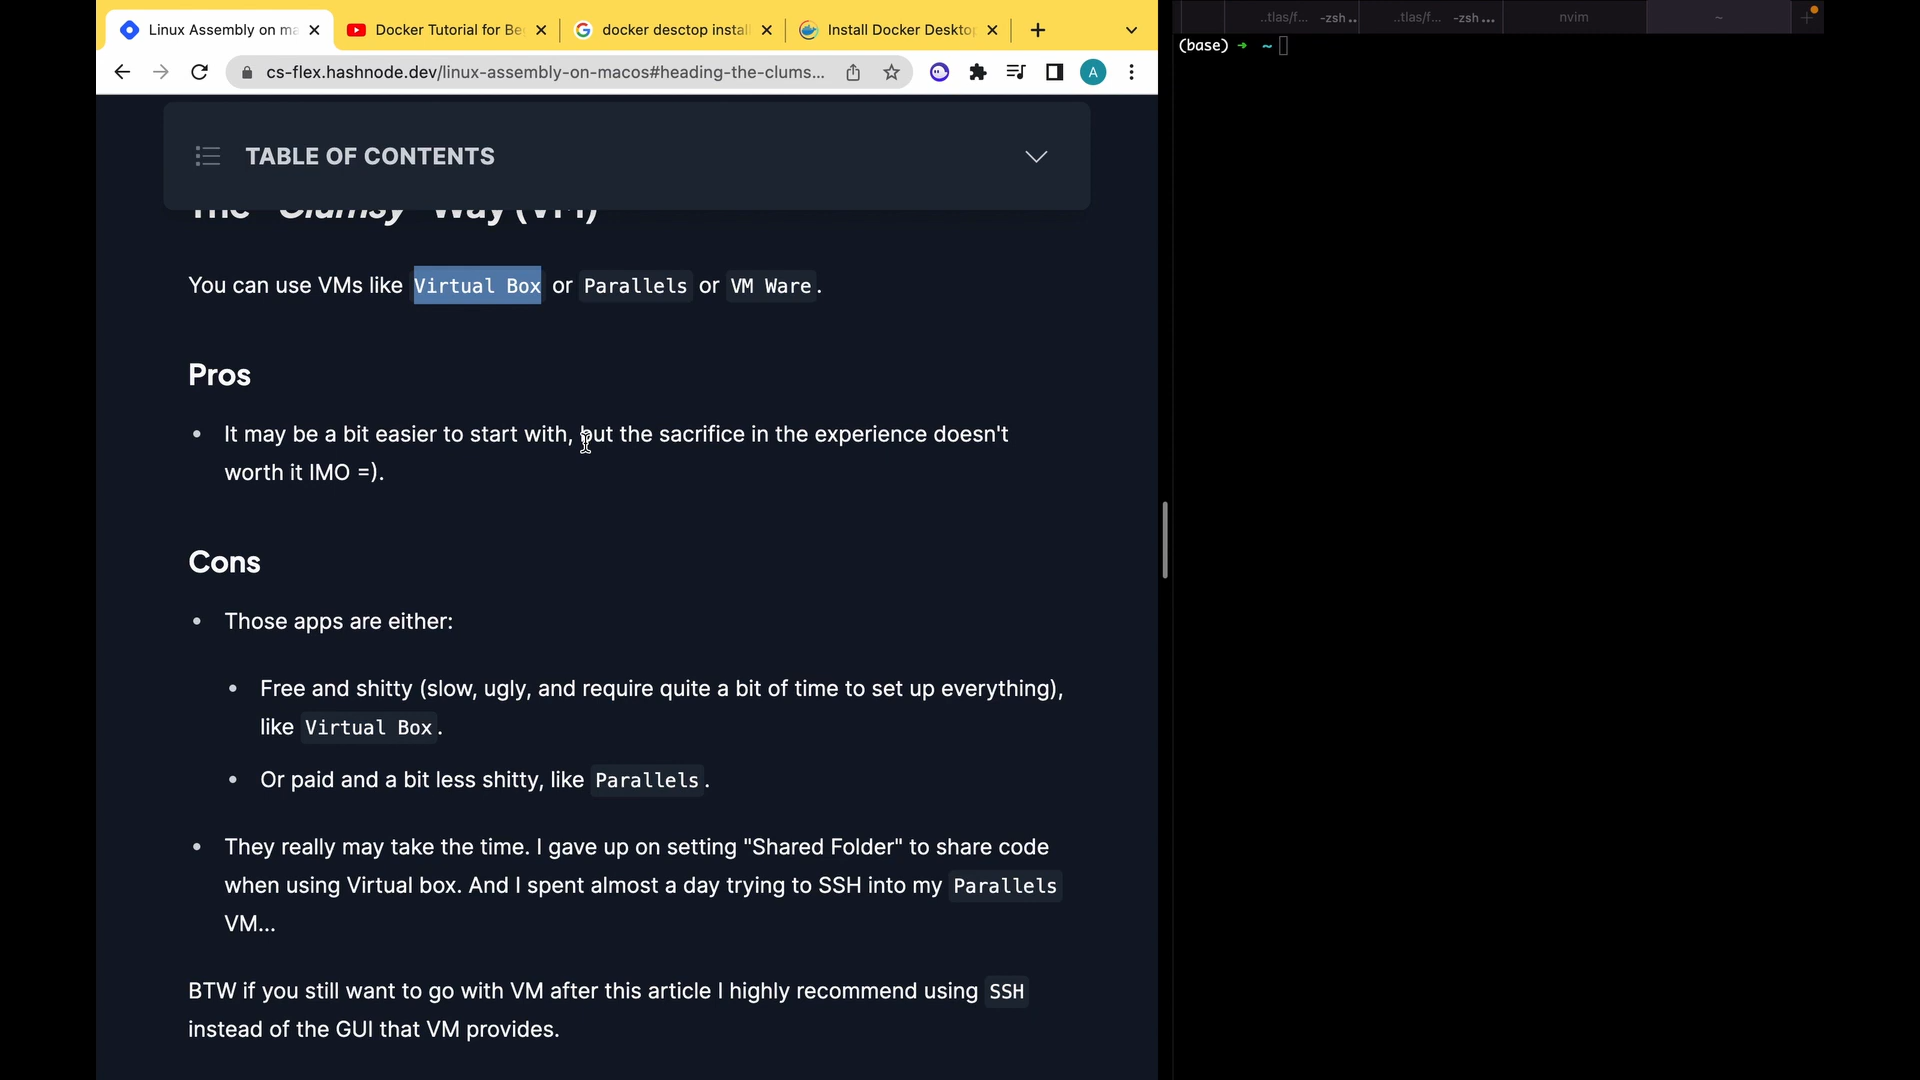 Linux Assembly on ma
Docker Tutorial for Be
docker desctop install
Install Docker Desktop
cs-flex.hashnode.dev/linux-assembly-on-macos#heading-the-clums...
A
..tlas/f... -zsh ..
..tlas/f... -zsh ...
nvim
~
(base) ➜ ~
TABLE OF CONTENTS
The "Clumsy" Way (VM)
You can use VMs like Virtual Box or Parallels or VM Ware.
Pros
• It may be a bit easier to start with, but the sacrifice in the experience doesn't
worth it IMO =).
Cons
• Those apps are either:
• Free and shitty (slow, ugly, and require quite a bit of time to set up everything),
like Virtual Box.
• Or paid and a bit less shitty, like Parallels.
• They really may take the time. I gave up on setting "Shared Folder" to share code
when using Virtual box. And I spent almost a day trying to SSH into my Parallels
VM...
BTW if you still want to go with VM after this article I highly recommend using SSH
instead of the GUI that VM provides.